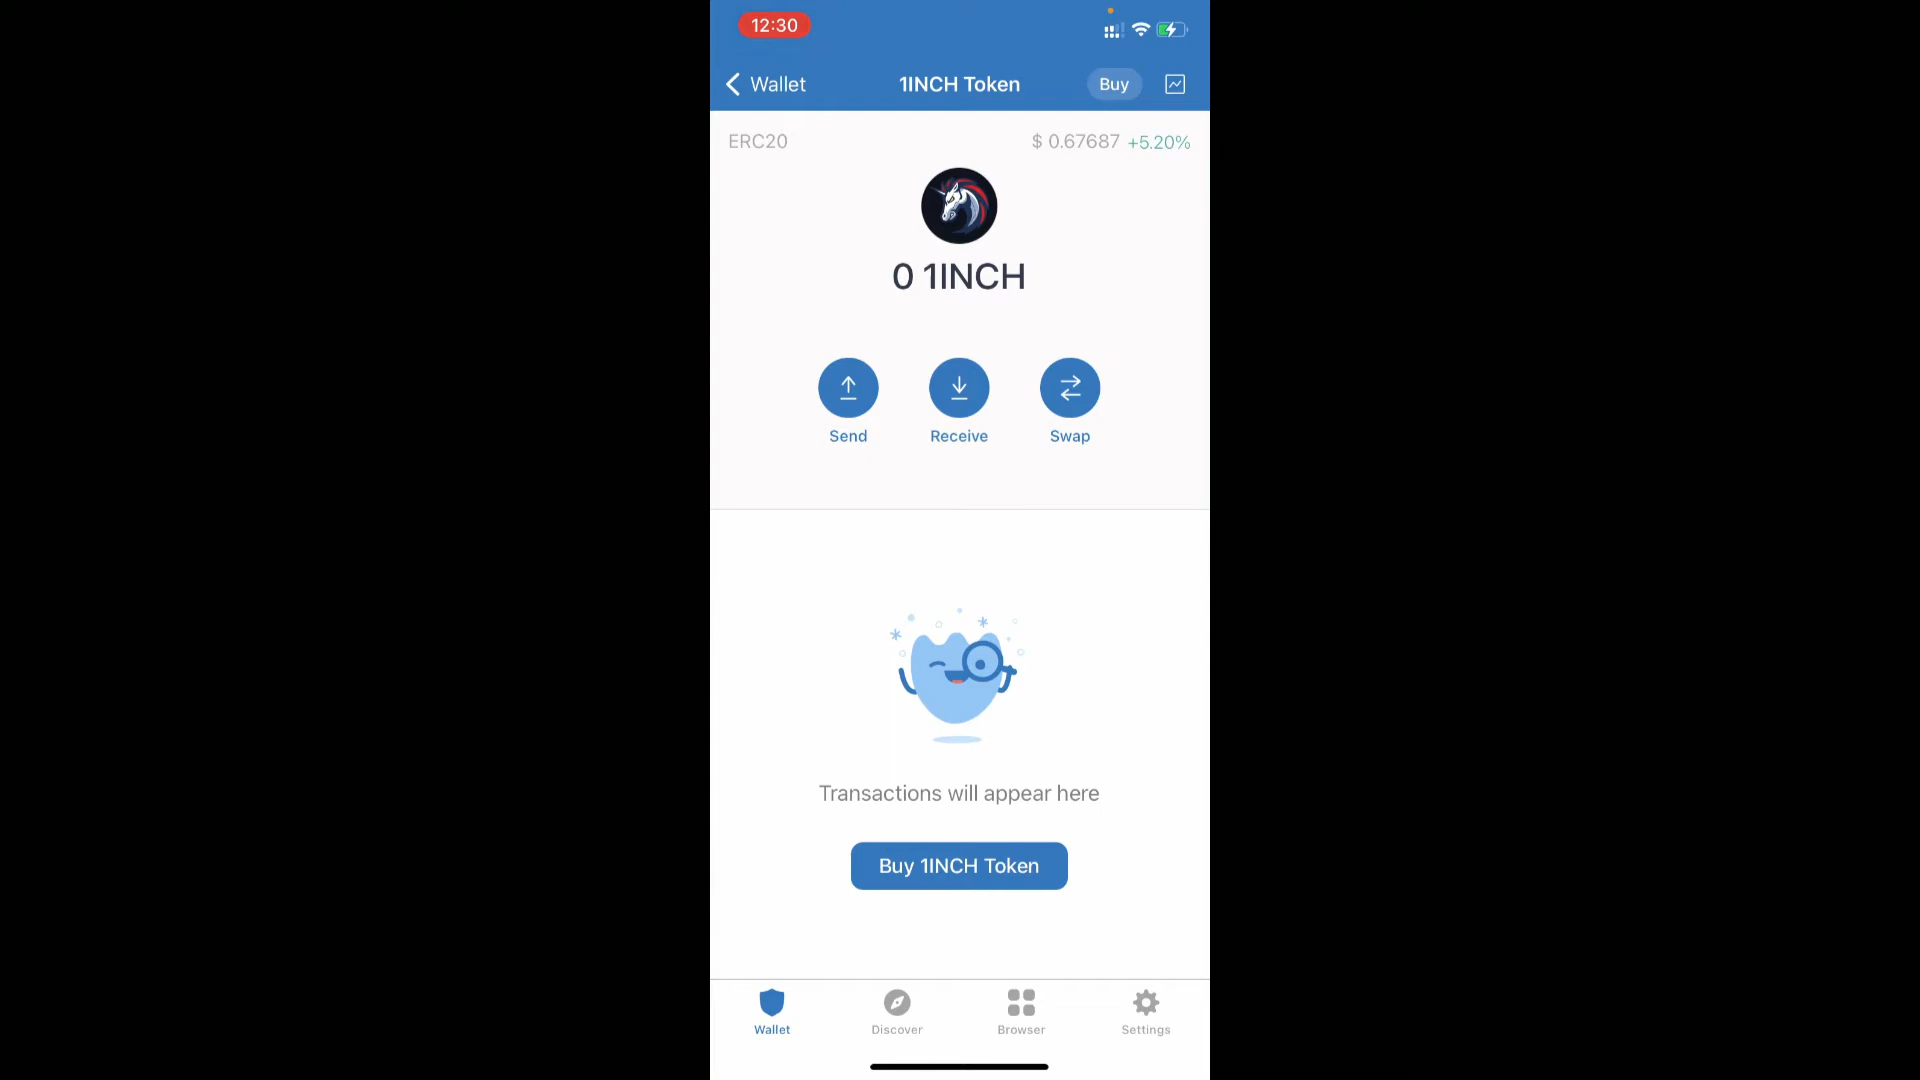 12:30
Wallet
1INCH Token
Buy
ERC20
$ 0.67687 +5.20%
0 1INCH
Send
Receive
Swap
Transactions will appear here
Buy 1INCH Token
Wallet
Discover
Browser
Settings